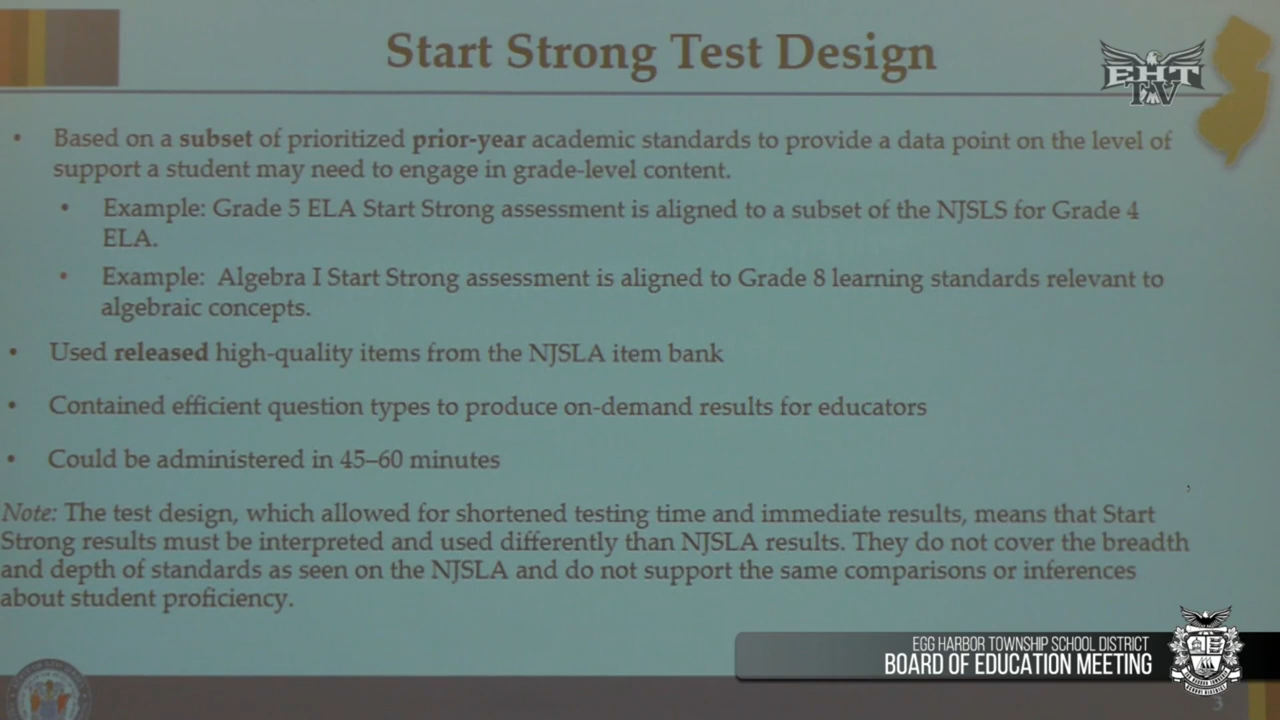 Start Strong Test Design
EHT
TV
• Based on a subset of prioritized prior-year academic standards to provide a data point on the level of
support a student may need to engage in grade-level content.
• Example: Grade 5 ELA Start Strong assessment is aligned to a subset of the NJSLS for Grade 4
ELA.
• Example: Algebra I Start Strong assessment is aligned to Grade 8 learning standards relevant to
algebraic concepts.
• Used released high-quality items from the NJSLA item bank
• Contained efficient question types to produce on-demand results for educators
• Could be administered in 45–60 minutes
Note: The test design, which allowed for shortened testing time and immediate results, means that Start
Strong results must be interpreted and used differently than NJSLA results. They do not cover the breadth
and depth of standards as seen on the NJSLA and do not support the same comparisons or inferences
about student proficiency.
EGG HARBOR TOWNSHIP SCHOOL DISTRICT
BOARD OF EDUCATION MEETING
3